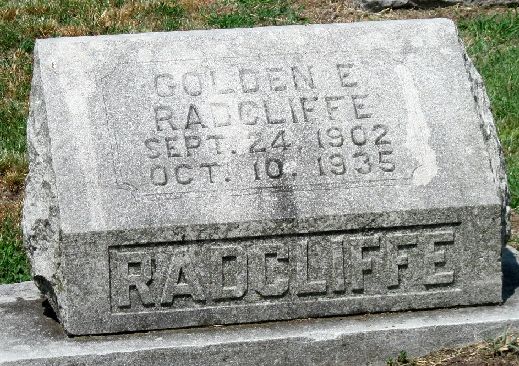 GOLDEN E
RADCLIFFE
SEPT. 24, 1902
OCT. 10, 1935
RADCLIFFE